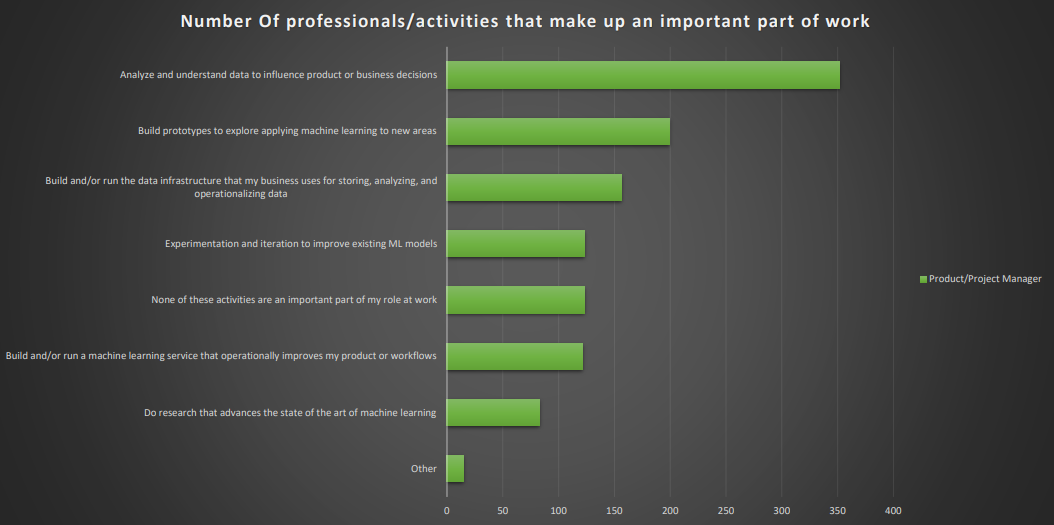 Number Of professionals/activities that make up an important part of work
Analyze and understand data to influence product or business decisions
Build prototypes to explore applying machine learning to new areas
Build and/or run the data infrastructure that my business uses for storing, analyzing, and
operationalizing data
Experimentation and iteration to improve existing ML models
None of these activities are an important part of my role at work
Build and/or run a machine learning service that operationally improves my product or workflows
Do research that advances the state of the art of machine learning
Other
0 50 100 150 200 250 300 350 400
Product/Project Manager